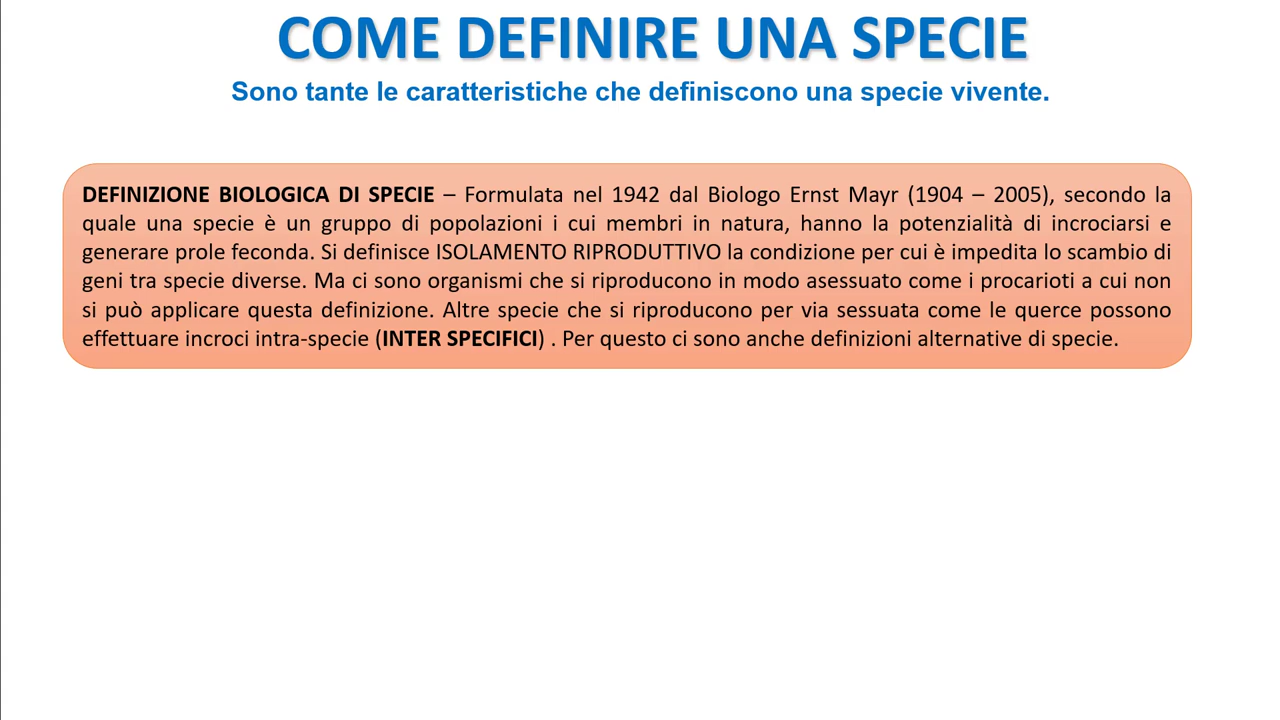 COME DEFINIRE UNA SPECIE
Sono tante le caratteristiche che definiscono una specie vivente.
DEFINIZIONE BIOLOGICA DI SPECIE – Formulata nel 1942 dal Biologo Ernst Mayr (1904 – 2005), secondo la
quale una specie è un gruppo di popolazioni i cui membri in natura, hanno la potenzialità di incrociarsi e
generare prole feconda. Si definisce ISOLAMENTO RIPRODUTTIVO la condizione per cui è impedita lo scambio di
geni tra specie diverse. Ma ci sono organismi che si riproducono in modo asessuato come i procarioti a cui non
si può applicare questa definizione. Altre specie che si riproducono per via sessuata come le querce possono
effettuare incroci intra-specie (INTER SPECIFICI) . Per questo ci sono anche definizioni alternative di specie.